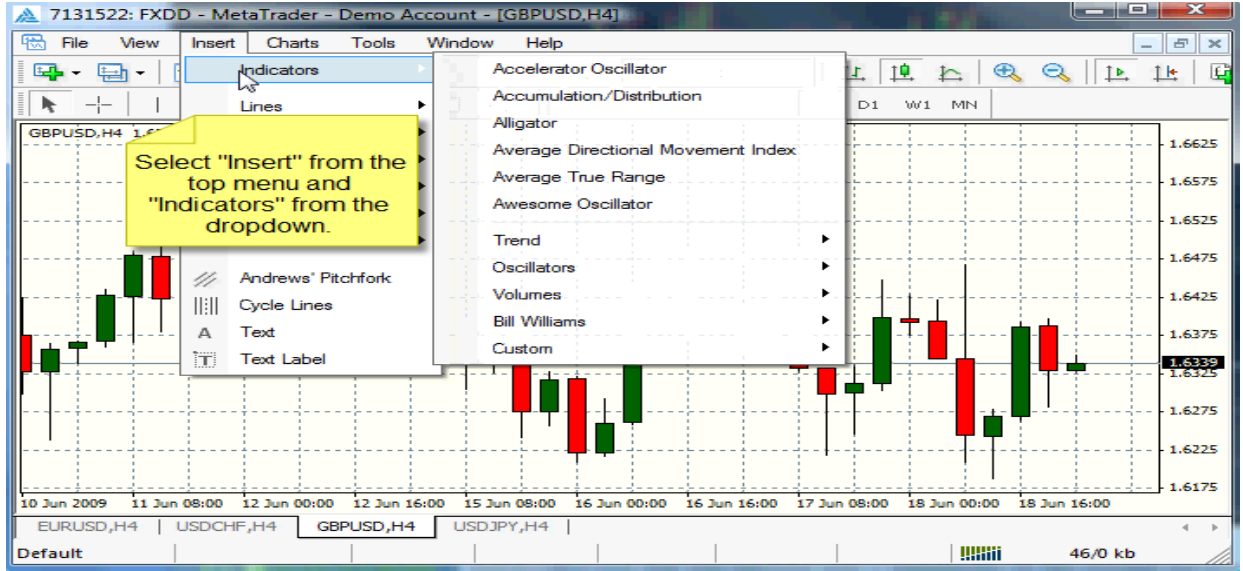 7131522: FXDD - MetaTrader - Demo Account - [GBPUSD,H4]
File View Insert Charts Tools Window Help
Indicators
Lines
Select "Insert" from the
top menu and
"Indicators" from the
dropdown.
Andrews' Pitchfork
Cycle Lines
A Text
T Text Label
Accelerator Oscillator
Accumulation/Distribution
Alligator
Average Directional Movement Index
Average True Range
Awesome Oscillator
Trend
Oscillators
Volumes
Bill Williams
Custom
D1 W1 MN
GBPUSD,H4
1.6625
1.6575
1.6525
1.6475
1.6425
1.6375
1.6339
1.6325
1.6275
1.6225
1.6175
10 Jun 2009 11 Jun 08:00 12 Jun 00:00 12 Jun 16:00 15 Jun 08:00 16 Jun 00:00 16 Jun 16:00 17 Jun 08:00 18 Jun 00:00 18 Jun 16:00
EURUSD,H4 USDCHF,H4 GBPUSD,H4 USDJPY,H4
Default 46/0 kb